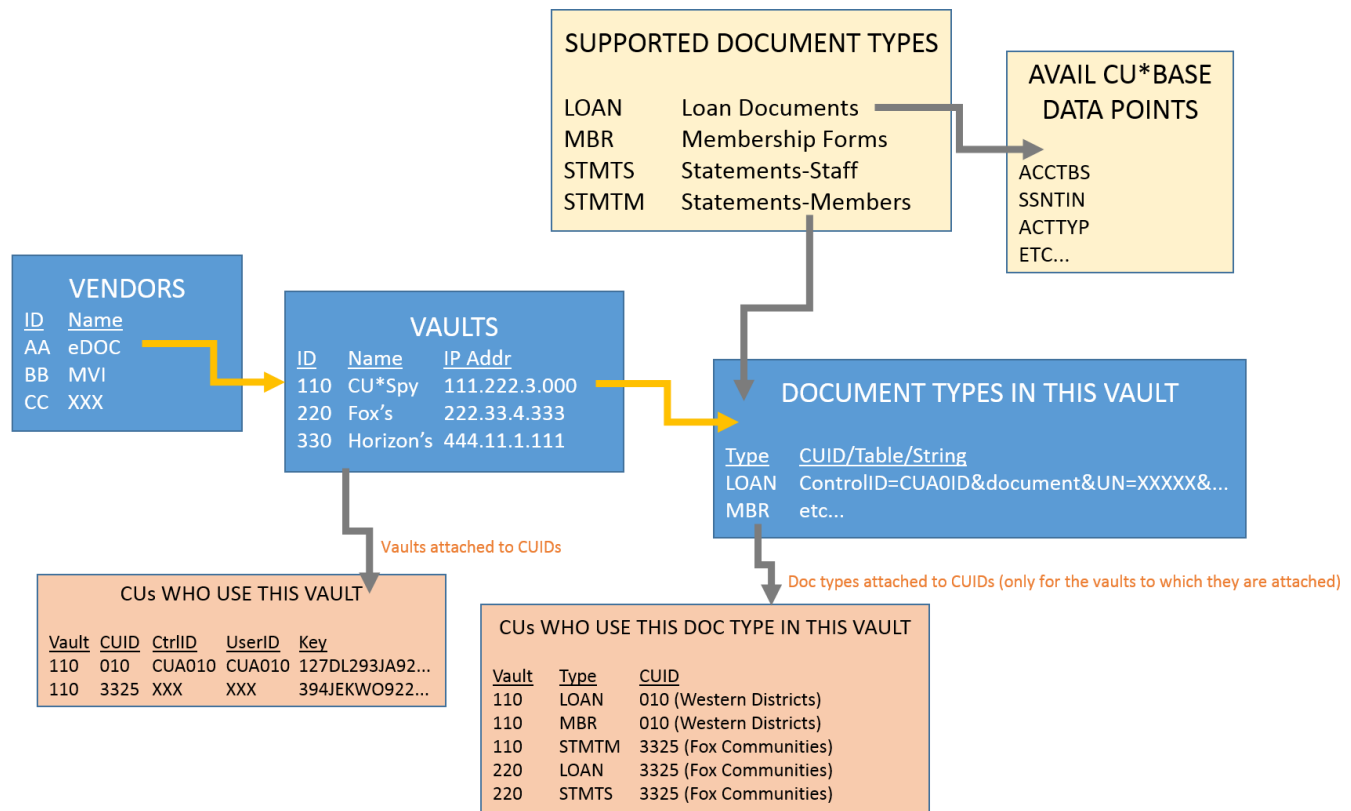 SUPPORTED DOCUMENT TYPES
LOAN Loan Documents
MBR Membership Forms
STMTS Statements-Staff
STMTM Statements-Members
AVAIL CU*BASE
DATA POINTS
ACCTBS
SSNTIN
ACTTYP
ETC...
VENDORS
ID Name
AA eDOC
BB MVI
CC XXX
VAULTS
ID Name IP Addr
110 CU*Spy 111.222.3.000
220 Fox's 222.33.4.333
330 Horizon's 444.11.1.111
DOCUMENT TYPES IN THIS VAULT
Type CUID/Table/String
LOAN ControlID=CUA0ID&document&UN=XXXXX&...
MBR etc...
Vaults attached to CUIDs
Doc types attached to CUIDs (only for the vaults to which they are attached)
CUs WHO USE THIS VAULT
Vault CUID CtrlID UserID Key
110 010 CUA010 CUA010 127DL293JA92...
110 3325 XXX XXX 394JEKWO922...
CUs WHO USE THIS DOC TYPE IN THIS VAULT
Vault Type CUID
110 LOAN 010 (Western Districts)
110 MBR 010 (Western Districts)
110 STMTM 3325 (Fox Communities)
220 LOAN 3325 (Fox Communities)
220 STMTS 3325 (Fox Communities)